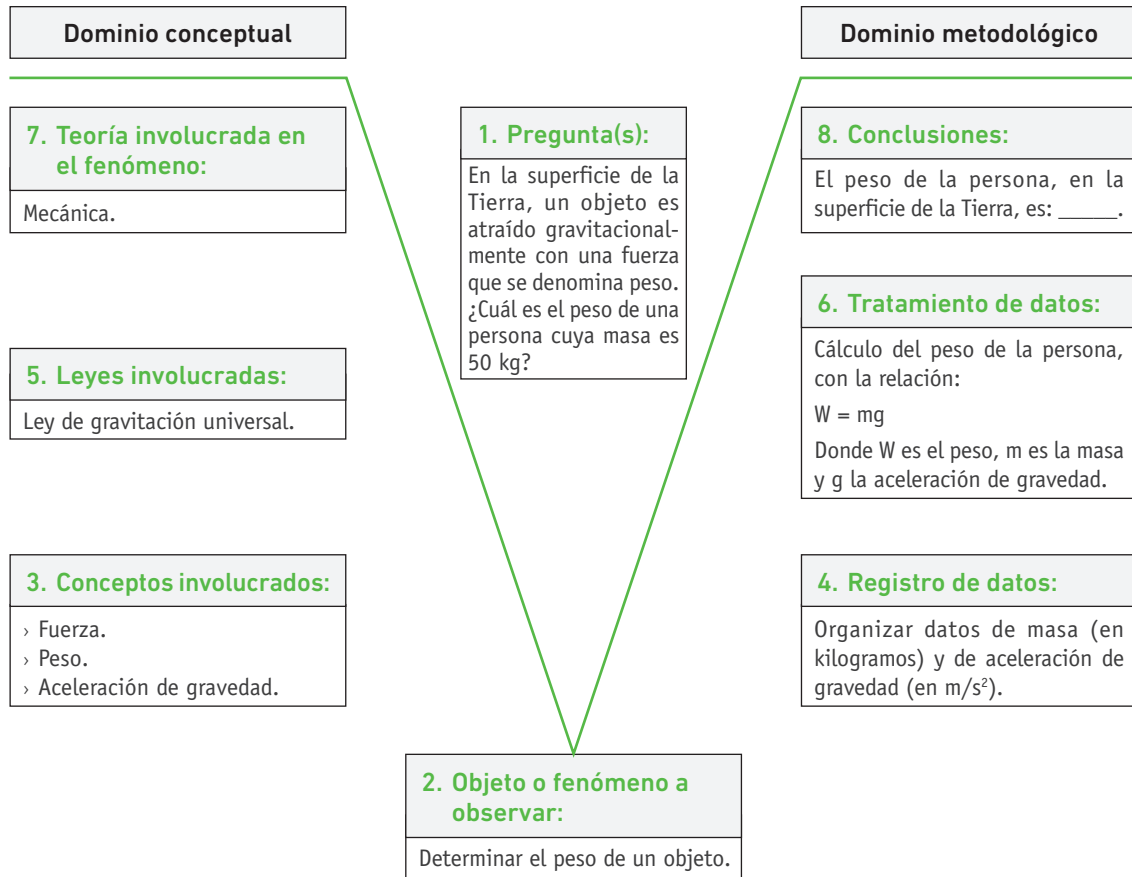 Dominio conceptual
Dominio metodológico
7. Teoría involucrada en
el fenómeno:
Mecánica.
1. Pregunta(s):
En la superficie de la
Tierra, un objeto es
atraído gravitacional-
mente con una fuerza
que se denomina peso.
¿Cuál es el peso de una
persona cuya masa es
50 kg?
8. Conclusiones:
El peso de la persona, en la
superficie de la Tierra, es: _____.
6. Tratamiento de datos:
Cálculo del peso de la persona,
con la relación:
W = mg
Donde W es el peso, m es la masa
y g la aceleración de gravedad.
5. Leyes involucradas:
Ley de gravitación universal.
3. Conceptos involucrados:
› Fuerza.
› Peso.
› Aceleración de gravedad.
4. Registro de datos:
Organizar datos de masa (en
kilogramos) y de aceleración de
gravedad (en m/s²).
2. Objeto o fenómeno a
observar:
Determinar el peso de un objeto.